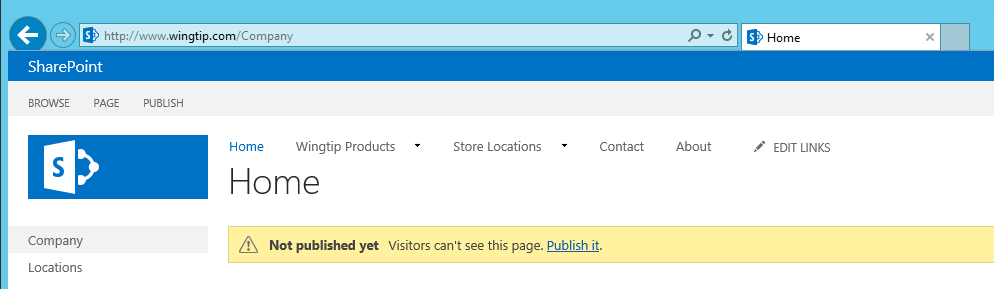 http://www.wingtip.com/Company
Home
SharePoint
BROWSE PAGE PUBLISH
S
Home Wingtip Products Store Locations Contact About EDIT LINKS
Home
Company
Not published yet Visitors can't see this page. Publish it.
Locations